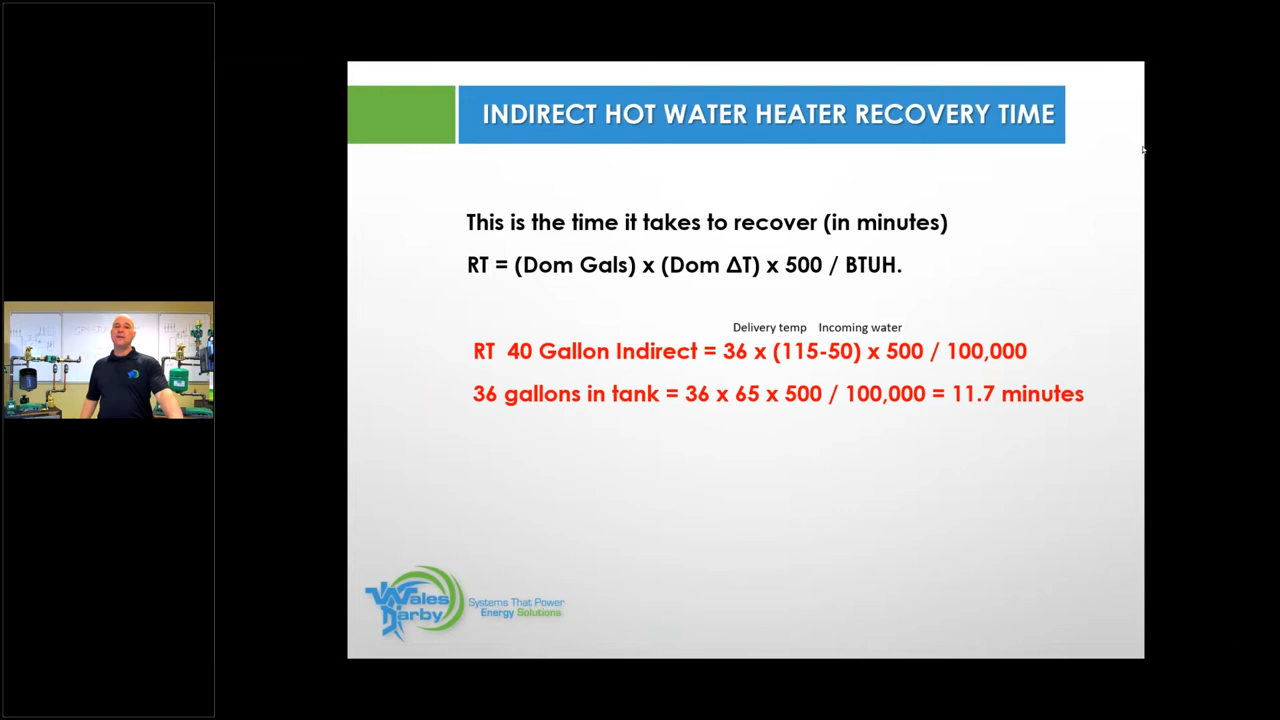 INDIRECT HOT WATER HEATER RECOVERY TIME
This is the time it takes to recover (in minutes)
RT = (Dom Gals) x (Dom ΔT) x 500 / BTUH.
Delivery temp Incoming water
RT 40 Gallon Indirect = 36 x (115-50) x 500 / 100,000
36 gallons in tank = 36 x 65 x 500 / 100,000 = 11.7 minutes
Wales Darby
Systems That Power
Energy Solutions